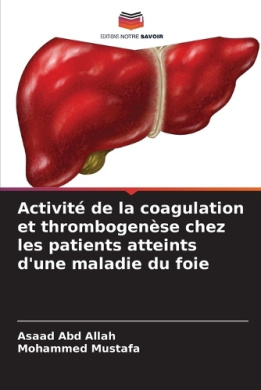 EDITIONS NOTRE SAVOIR
Activité de la coagulation
et thrombogenèse chez
les patients atteints
d'une maladie du foie
Asaad Abd Allah
Mohammed Mustafa